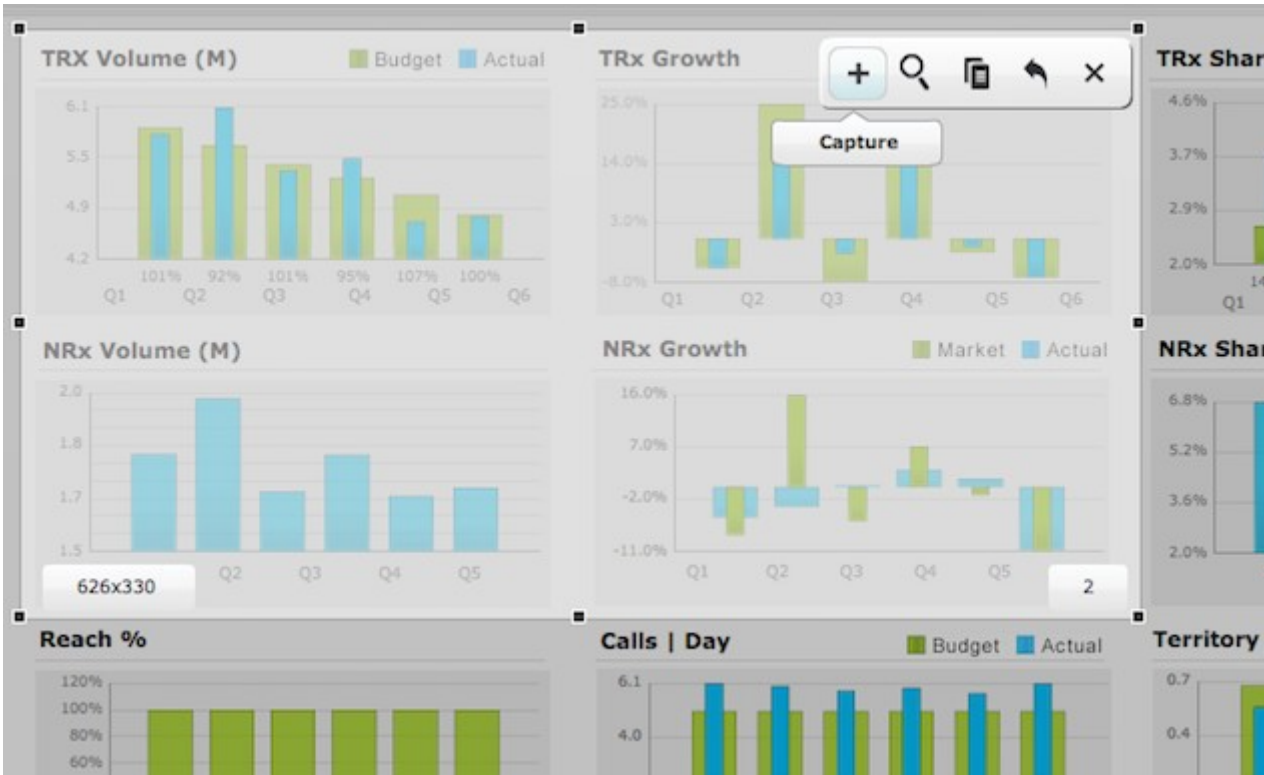 TRX Volume (M)
Budget Actual
6.1
5.5
4.9
4.2
101% 92% 101% 95% 107% 100%
Q1 Q2 Q3 Q4 Q5 Q6
TRx Growth
Capture
25.0%
14.0%
3.0%
-8.0%
Q1 Q2 Q3 Q4 Q5 Q6
TRx Shar
4.6%
3.7%
2.9%
2.0%
14
Q1
NRx Volume (M)
2.0
1.8
1.7
1.5
Q2 Q3 Q4 Q5
626x330
NRx Growth
Market Actual
16.0%
7.0%
-2.0%
-11.0%
Q1 Q2 Q3 Q4 Q5
2
NRx Shar
6.8%
5.2%
3.6%
2.0%
Reach %
120%
100%
80%
60%
Calls | Day
Budget Actual
6.1
4.0
Territory
0.7
0.4